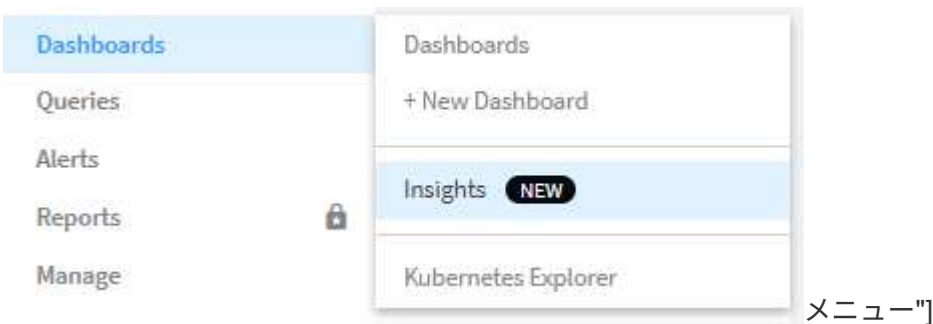 Dashboards
Queries
Alerts
Reports
Manage
Dashboards
+ New Dashboard
Insights NEW
Kubernetes Explorer
メニュー"]